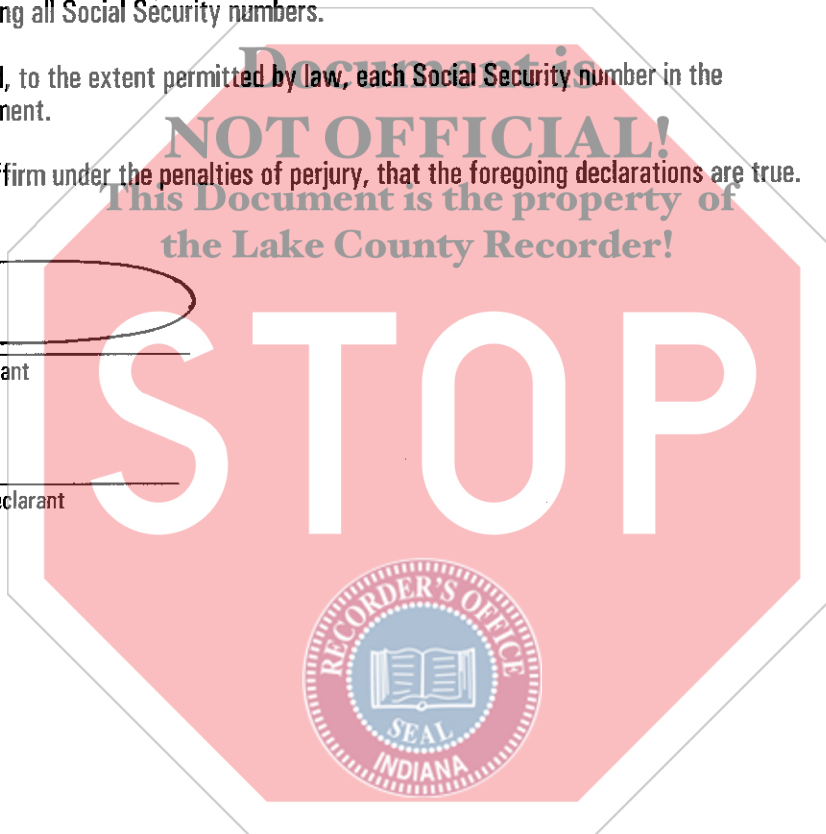 ng all Social Security numbers.
, to the extent permitted by law, each Social Security number in the
ment.
ffirm under the penalties of perjury, that the foregoing declarations are true.
Document is
NOT OFFICIAL!
This Document is the property of
the Lake County Recorder!
ant
eclarant
STOP
RECORDER'S OFFICE
SEAL
INDIANA